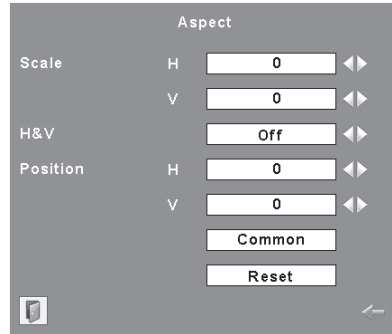 Aspect
Scale H 0
V 0
H&V Off
Position H 0
V 0
Common
Reset